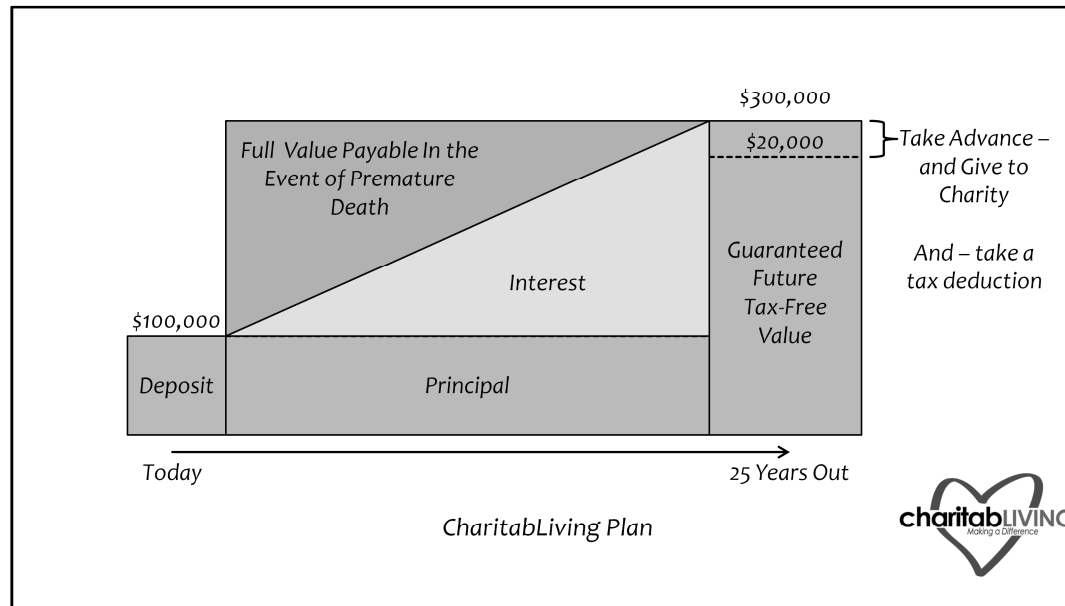 $300,000
Full Value Payable In the
Event of Premature
Death
$20,000
Take Advance –
and Give to
Charity
And – take a
tax deduction
Interest
Guaranteed
Future
Tax-Free
Value
$100,000
Deposit
Principal
Today
25 Years Out
CharitabLiving Plan
charitabLIVING
Making a Difference